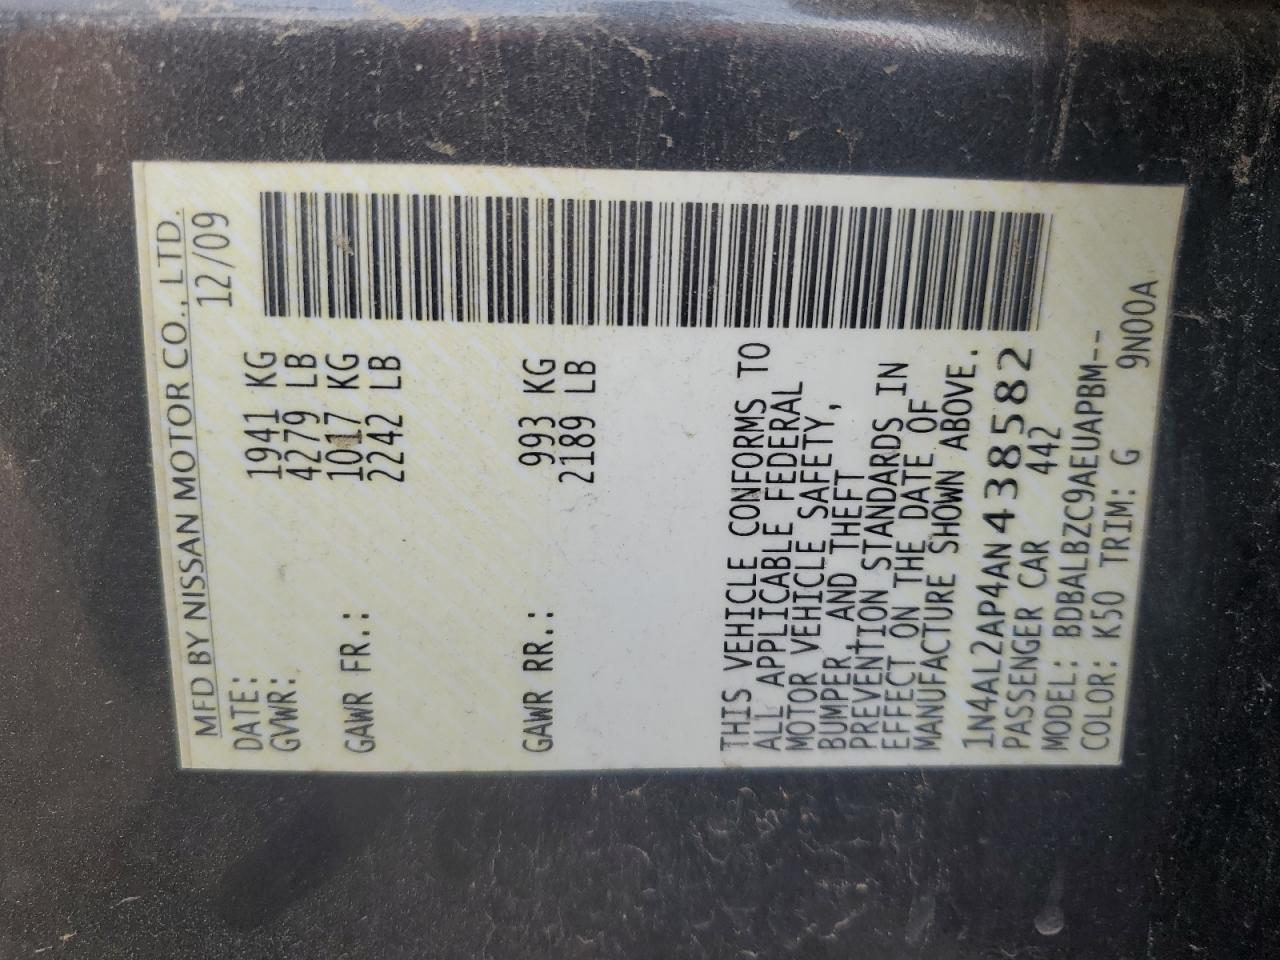 MFD BY NISSAN MOTOR CO., LTD.
DATE: 12/09
GVWR: 1941 KG
4279 LB
GAWR FR.: 1017 KG
2242 LB
GAWR RR.: 993 KG
2189 LB
THIS VEHICLE CONFORMS TO
ALL APPLICABLE FEDERAL
MOTOR VEHICLE SAFETY,
BUMPER, AND THEFT
PREVENTION STANDARDS IN
EFFECT ON THE DATE OF
MANUFACTURE SHOWN ABOVE.
1N4AL2AP4AN438582
PASSENGER CAR 442
MODEL: BDBALBZC9AEUAPBM--
COLOR: K50 TRIM: G 9N00A